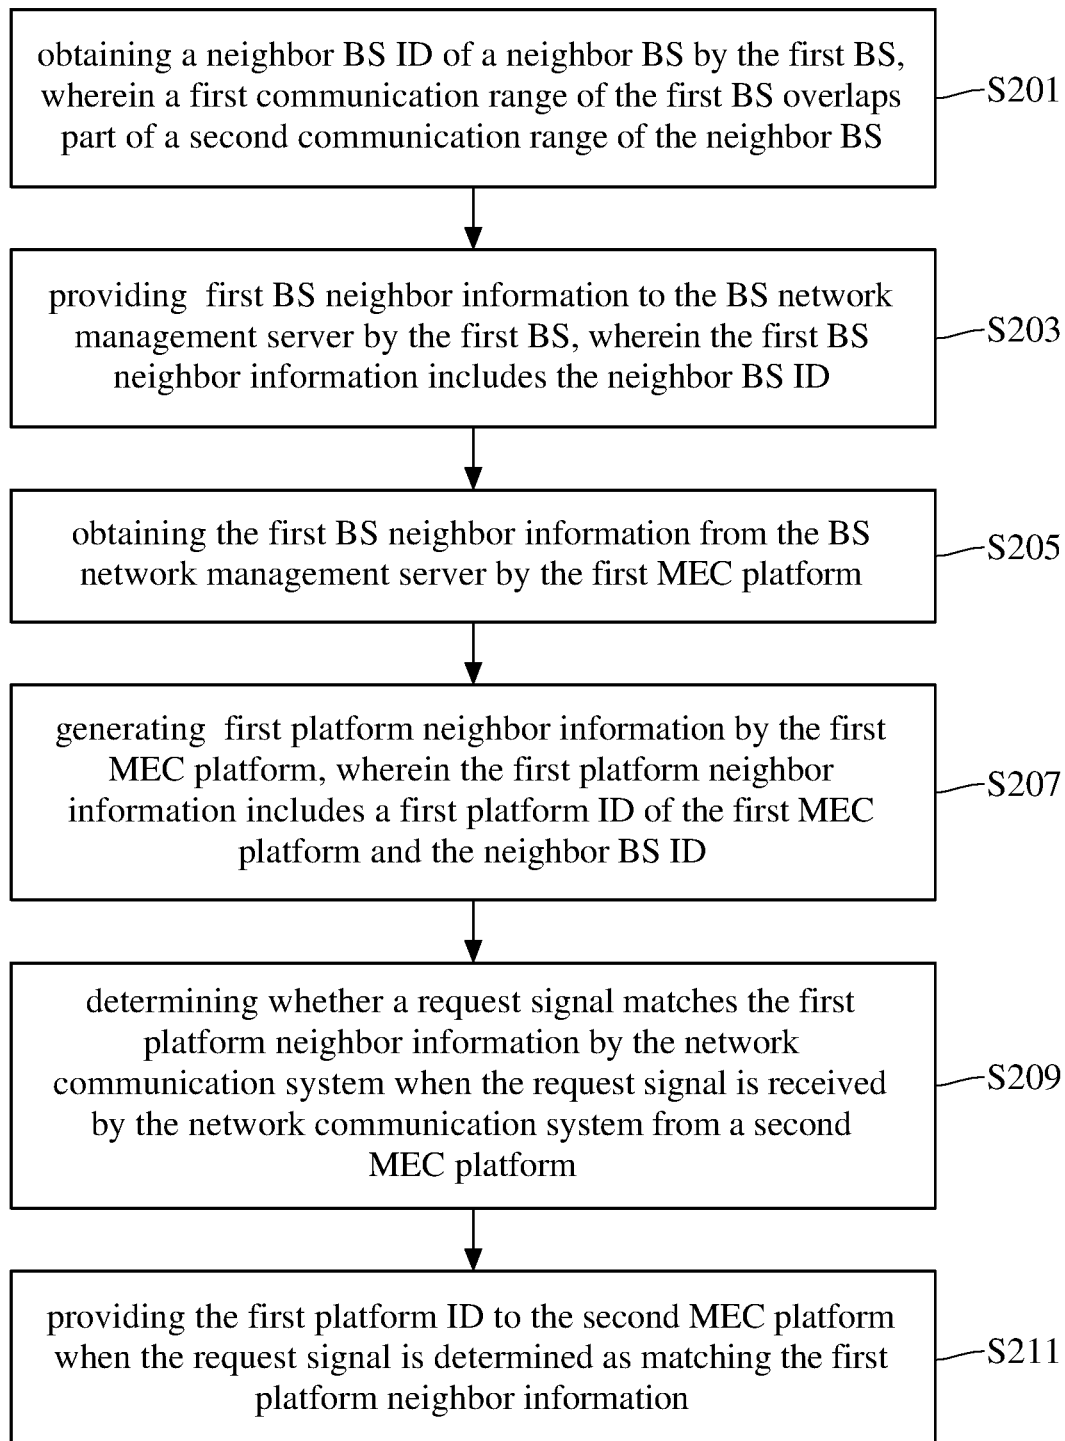 obtaining a neighbor BS ID of a neighbor BS by the first BS,
wherein a first communication range of the first BS overlaps
part of a second communication range of the neighbor BS
S201
providing first BS neighbor information to the BS network
management server by the first BS, wherein the first BS
neighbor information includes the neighbor BS ID
S203
obtaining the first BS neighbor information from the BS
network management server by the first MEC platform
S205
generating first platform neighbor information by the first
MEC platform, wherein the first platform neighbor
information includes a first platform ID of the first MEC
platform and the neighbor BS ID
S207
determining whether a request signal matches the first
platform neighbor information by the network
communication system when the request signal is received
by the network communication system from a second
MEC platform
S209
providing the first platform ID to the second MEC platform
when the request signal is determined as matching the first
platform neighbor information
S211